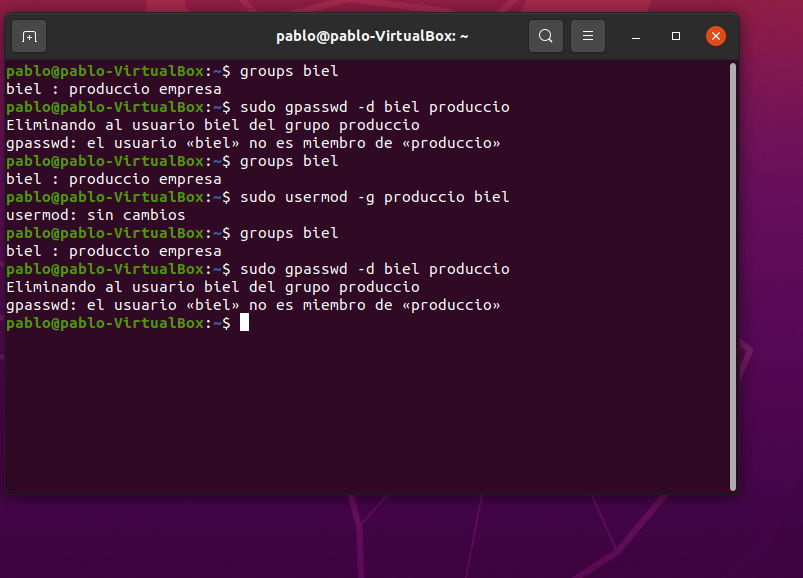 pablo@pablo-VirtualBox: ~
pablo@pablo-VirtualBox:~$ groups biel
biel : produccio empresa
pablo@pablo-VirtualBox:~$ sudo gpasswd -d biel produccio
Eliminando al usuario biel del grupo produccio
gpasswd: el usuario «biel» no es miembro de «produccio»
pablo@pablo-VirtualBox:~$ groups biel
biel : produccio empresa
pablo@pablo-VirtualBox:~$ sudo usermod -g produccio biel
usermod: sin cambios
pablo@pablo-VirtualBox:~$ groups biel
biel : produccio empresa
pablo@pablo-VirtualBox:~$ sudo gpasswd -d biel produccio
Eliminando al usuario biel del grupo produccio
gpasswd: el usuario «biel» no es miembro de «produccio»
pablo@pablo-VirtualBox:~$